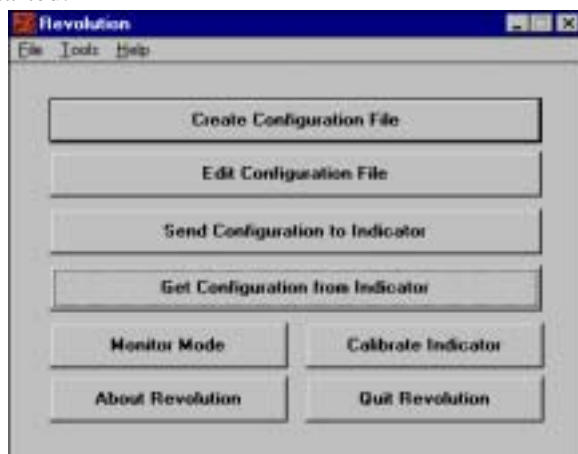 Revolution
File Tools Help
Create Configuration File
Edit Configuration File
Send Configuration to Indicator
Get Configuration from Indicator
Monitor Mode Calibrate Indicator
About Revolution Quit Revolution